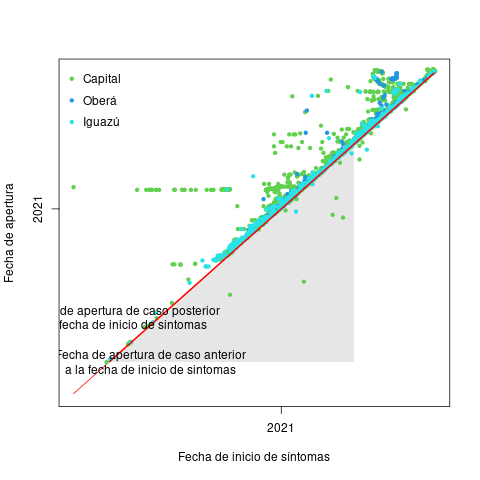 Capital
Oberá
Iguazú
2021
Fecha de apertura
de apertura de caso posterior
fecha de inicio de sintomas
Fecha de apertura de caso anterior
a la fecha de inicio de sintomas
2021
Fecha de inicio de síntomas